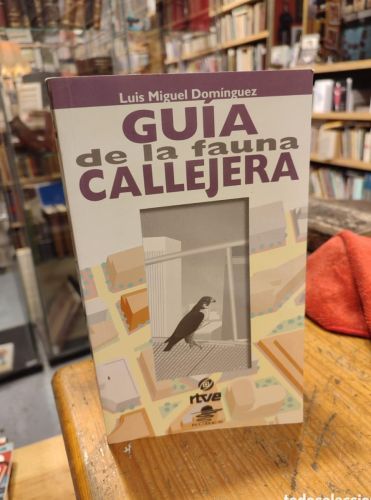 Luis Miguel Domínguez
GUÍA
de la fauna
CALLEJERA
rtve